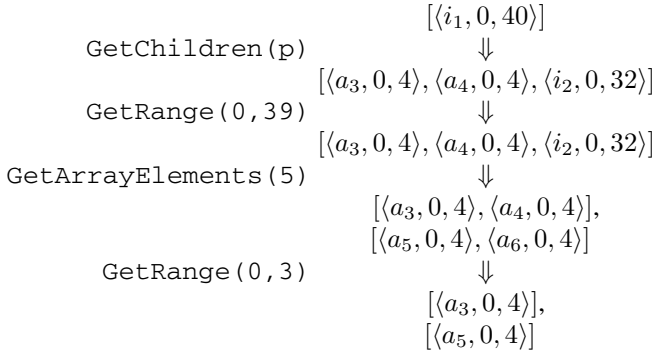 [⟨i₁, 0, 40⟩]
GetChildren(p) ⇓
[⟨a₃, 0, 4⟩, ⟨a₄, 0, 4⟩, ⟨i₂, 0, 32⟩]
GetRange(0,39) ⇓
[⟨a₃, 0, 4⟩, ⟨a₄, 0, 4⟩, ⟨i₂, 0, 32⟩]
GetArrayElements(5) ⇓
[⟨a₃, 0, 4⟩, ⟨a₄, 0, 4⟩],
[⟨a₅, 0, 4⟩, ⟨a₆, 0, 4⟩]
GetRange(0,3) ⇓
[⟨a₃, 0, 4⟩],
[⟨a₅, 0, 4⟩]